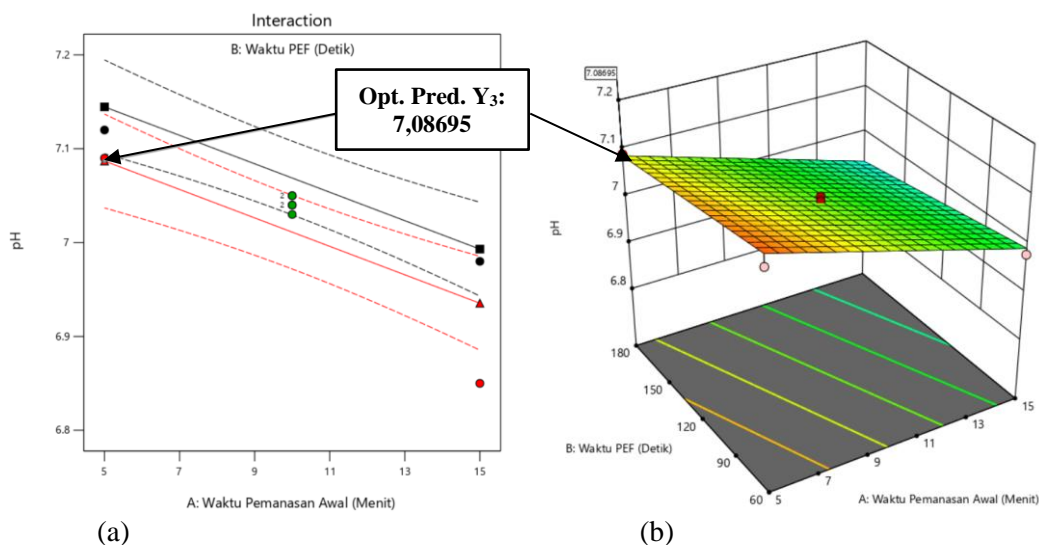 Interaction
B: Waktu PEF (Detik)
7.2
7.1
7
6.9
6.8
pH
5
7
9
11
13
15
A: Waktu Pemanasan Awal (Menit)
(a)
Opt. Pred. Y₃:
7,08695
7.08695
7.2
7.1
7
6.9
6.8
pH
180
150
120
90
60
B: Waktu PEF (Detik)
5
7
9
11
13
15
A: Waktu Pemanasan Awal (Menit)
(b)